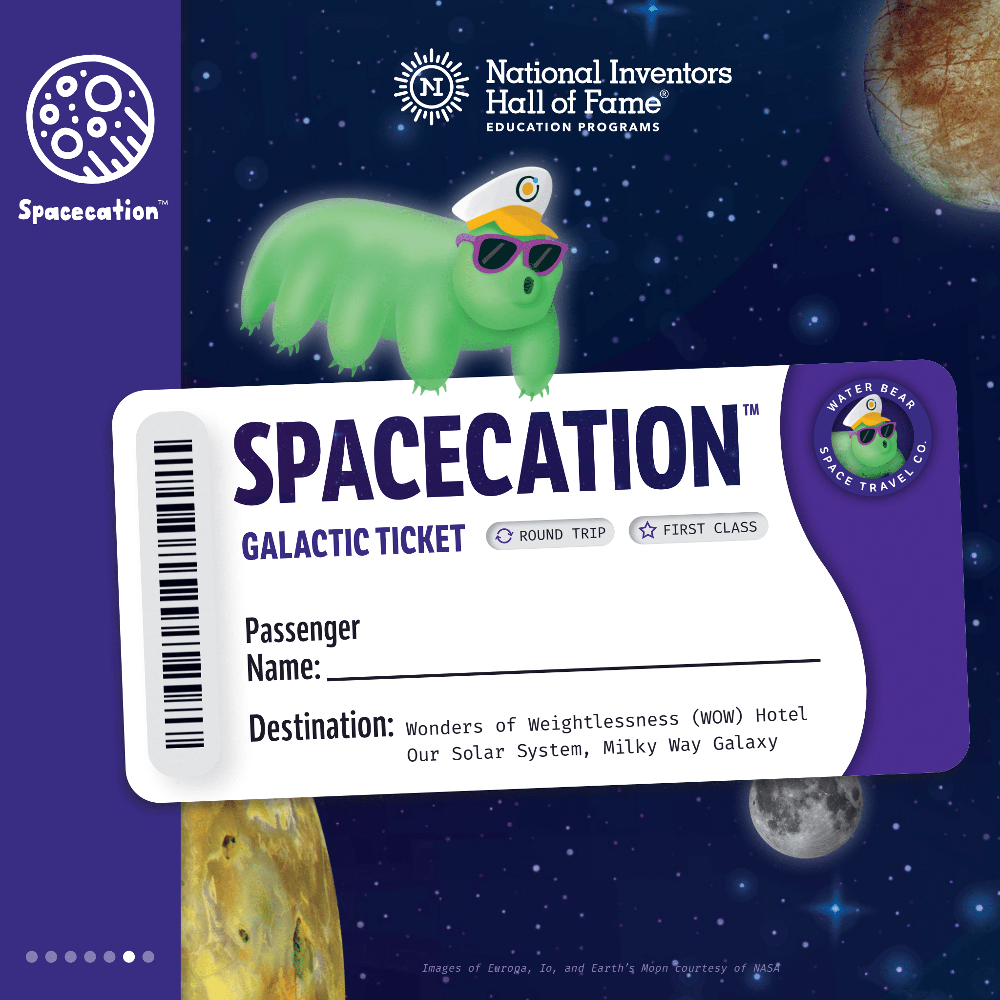 Spacecation™
N
National Inventors
Hall of Fame®
EDUCATION PROGRAMS
WATER BEAR
SPACE TRAVEL CO.
SPACECATION™
GALACTIC TICKET
ROUND TRIP
FIRST CLASS
Passenger
Name:
Destination: Wonders of Weightlessness (WOW) Hotel
Our Solar System, Milky Way Galaxy
Images of Europa, Io, and Earth's Moon courtesy of NASA